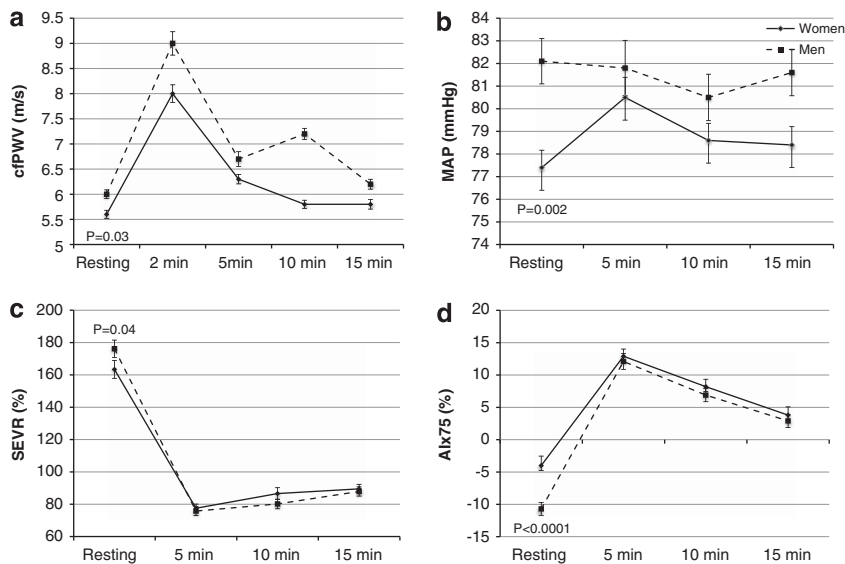 a
cfPWV (m/s)
9.5
9
8.5
8
7.5
7
6.5
6
5.5
5
P=0.03
Resting 2 min 5min 10 min 15 min
b
MAP (mmHg)
84
83
82
81
80
79
78
77
76
75
74
Women
Men
P=0.002
Resting 5 min 10 min 15 min
c
SEVR (%)
200
180
160
140
120
100
80
60
P=0.04
Resting 5 min 10 min 15 min
d
AIx75 (%)
20
15
10
5
0
-5
-10
-15
P<0.0001
Resting 5 min 10 min 15 min